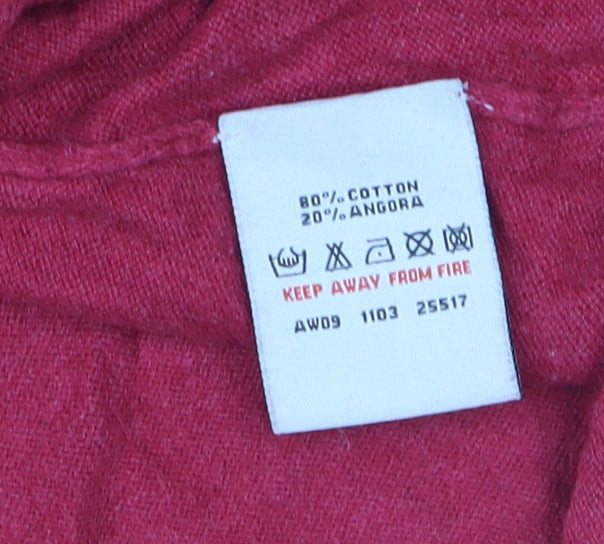 80% COTTON
20% ANGORA
KEEP AWAY FROM FIRE
AW09 1103 25517